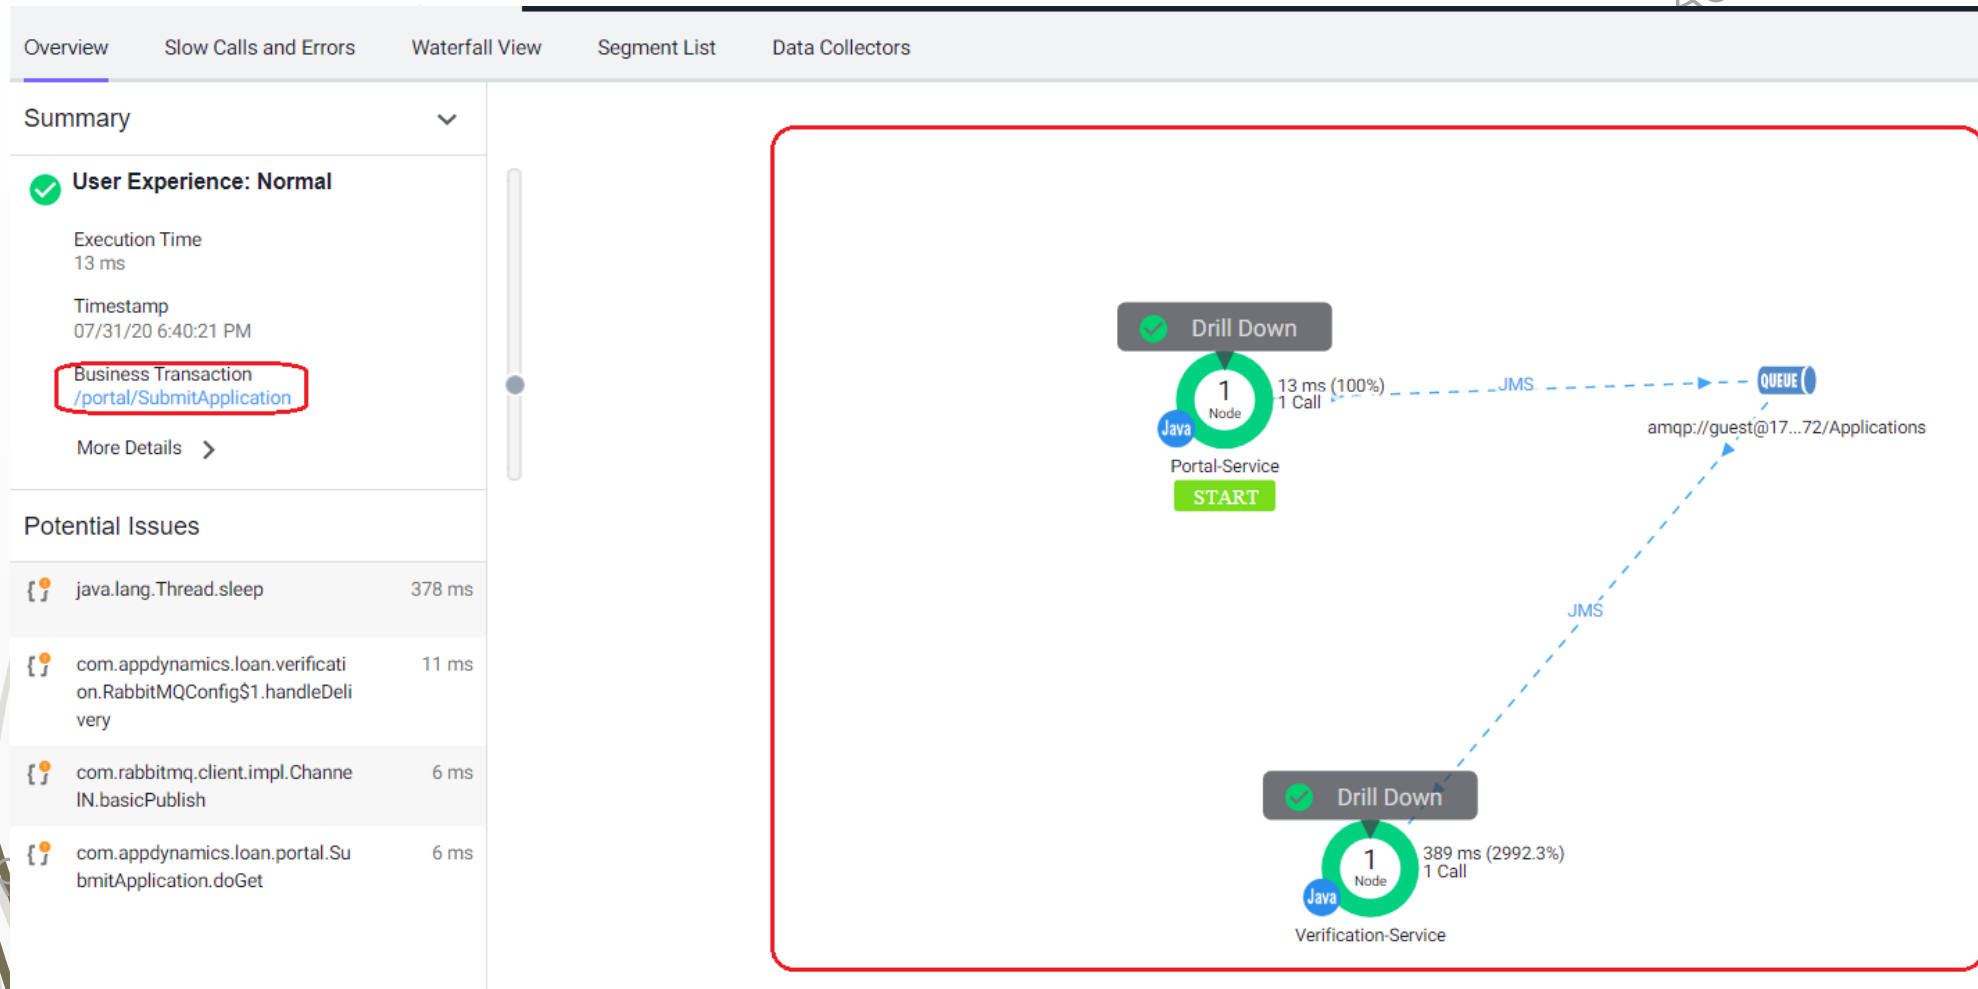 Overview Slow Calls and Errors Waterfall View Segment List Data Collectors
Summary
User Experience: Normal
Execution Time
13 ms
Timestamp
07/31/20 6:40:21 PM
Business Transaction
/portal/SubmitApplication
More Details
Potential Issues
java.lang.Thread.sleep 378 ms
com.appdynamics.loan.verificati 11 ms
on.RabbitMQConfig$1.handleDeli
very
com.rabbitmq.client.impl.Channe 6 ms
lN.basicPublish
com.appdynamics.loan.portal.Su 6 ms
bmitApplication.doGet
Drill Down
1
Node
Java
13 ms (100%)
1 Call
Portal-Service
START
JMS
QUEUE
amqp://guest@17...72/Applications
JMS
Drill Down
1
Node
Java
389 ms (2992.3%)
1 Call
Verification-Service